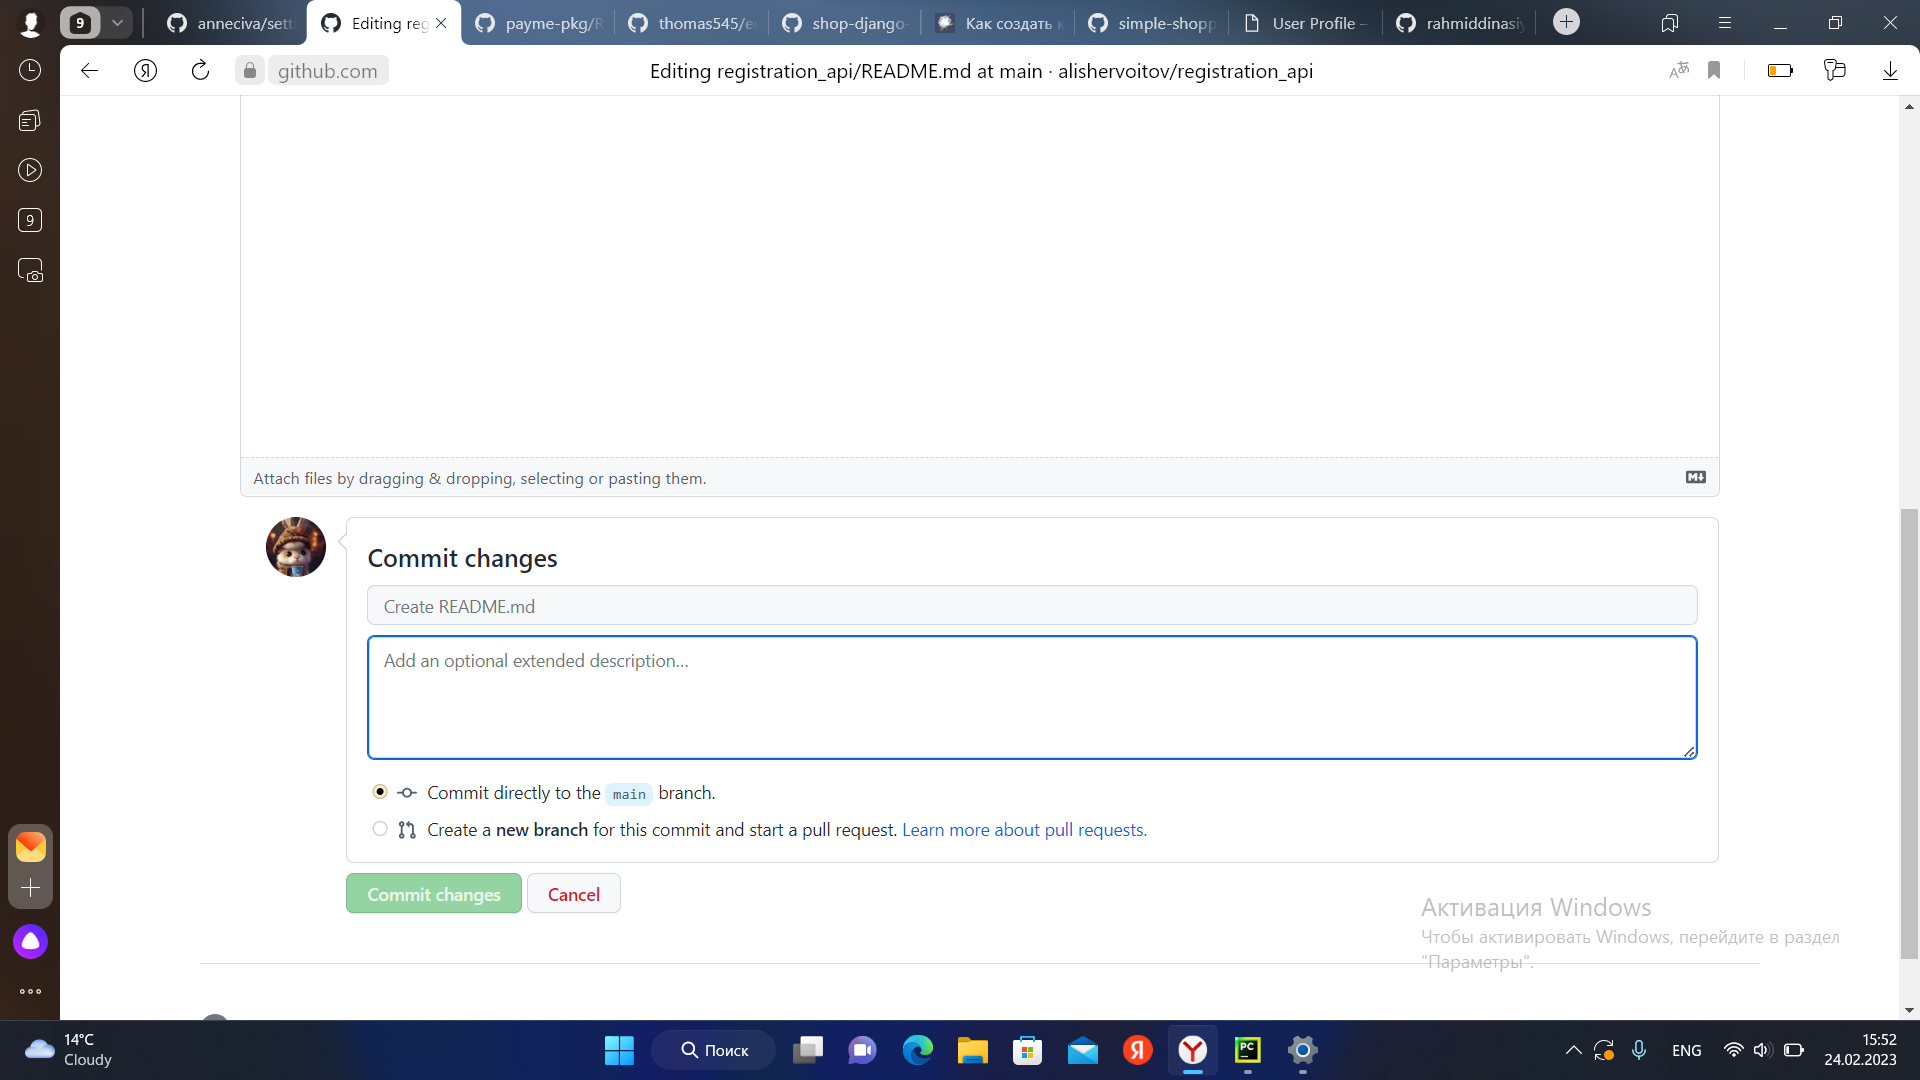 9
anneciva/sett
Editing reg
payme-pkg/R
thomas545/e
shop-django-
Как создать к
simple-shopp
User Profile –
rahmiddinasiy
Я
github.com
Editing registration_api/README.md at main · alishervoitov/registration_api
9
Attach files by dragging & dropping, selecting or pasting them.
Commit changes
Create README.md
Add an optional extended description...
Commit directly to the main branch.
Create a new branch for this commit and start a pull request. Learn more about pull requests.
Commit changes
Cancel
Активация Windows
Чтобы активировать Windows, перейдите в раздел
"Параметры".
14°C
Cloudy
Поиск
Я
Y
PC
ENG
15:52
24.02.2023